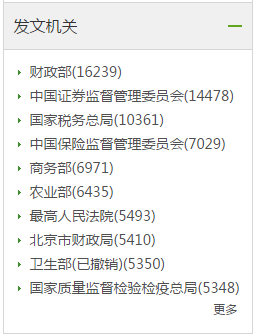 发文机关
财政部(16239)
中国证券监督管理委员会(14478)
国家税务总局(10361)
中国保险监督管理委员会(7029)
商务部(6971)
农业部(6435)
最高人民法院(5493)
北京市财政局(5410)
卫生部(已撤销)(5350)
国家质量监督检验检疫总局(5348)
更多